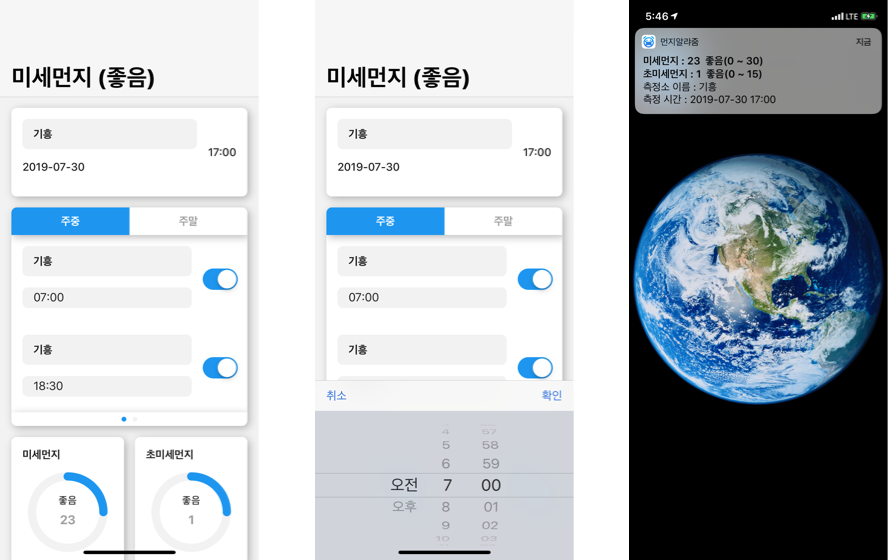 미세먼지 (좋음)
기흥
17:00
2019-07-30
주중 주말
기흥
07:00
기흥
18:30
미세먼지 초미세먼지
좋음 좋음
23 1
미세먼지 (좋음)
기흥
17:00
2019-07-30
주중 주말
기흥
07:00
기흥
취소 확인
4 57
5 58
6 59
오전 7 00
오후 8 01
9 02
10 03
5:46 LTE
먼지알랴줌 지금
미세먼지 : 23 좋음(0 ~ 30)
초미세먼지 : 1 좋음(0 ~ 15)
측정소 이름 : 기흥
측정 시간 : 2019-07-30 17:00